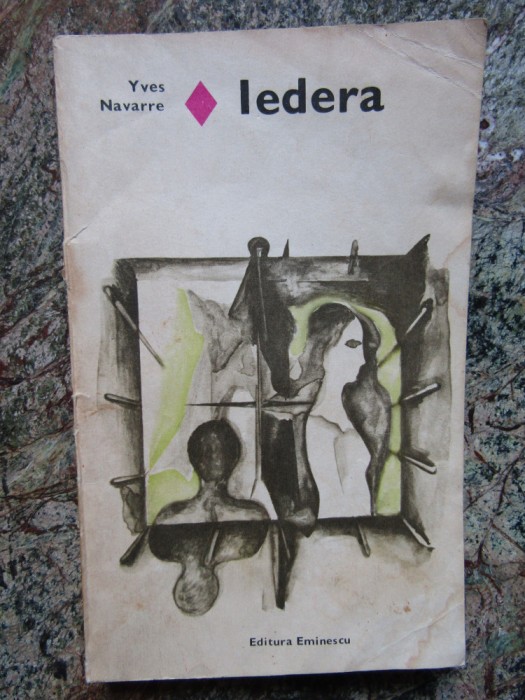 Yves
Navarre
Iedera
Editura Eminescu